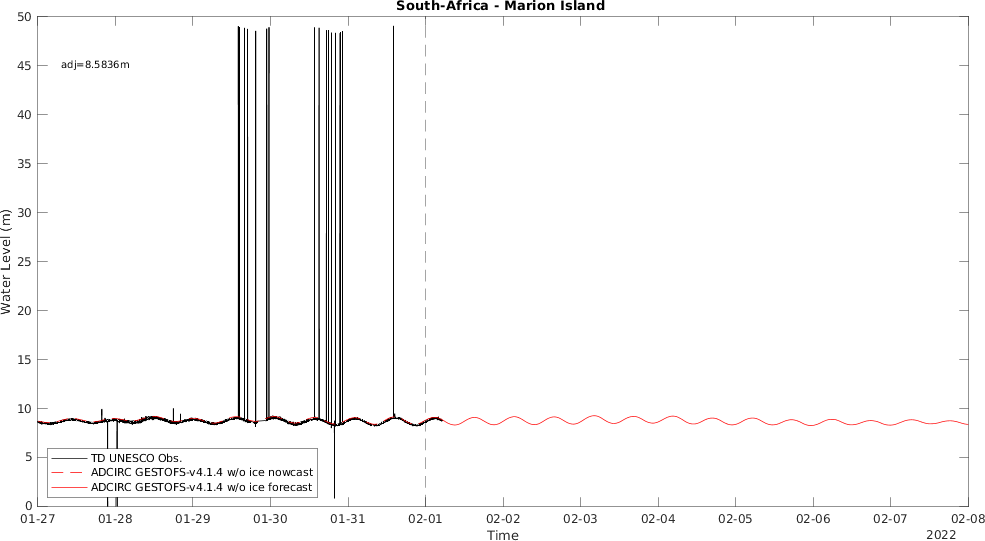 South-Africa - Marion Island
adj=8.5836m
Water Level (m)
50
45
40
35
30
25
20
15
10
5
0
TD UNESCO Obs.
ADCIRC GESTOFS-v4.1.4 w/o ice nowcast
ADCIRC GESTOFS-v4.1.4 w/o ice forecast
01-27 01-28 01-29 01-30 01-31 02-01 02-02 02-03 02-04 02-05 02-06 02-07 02-08
Time
2022